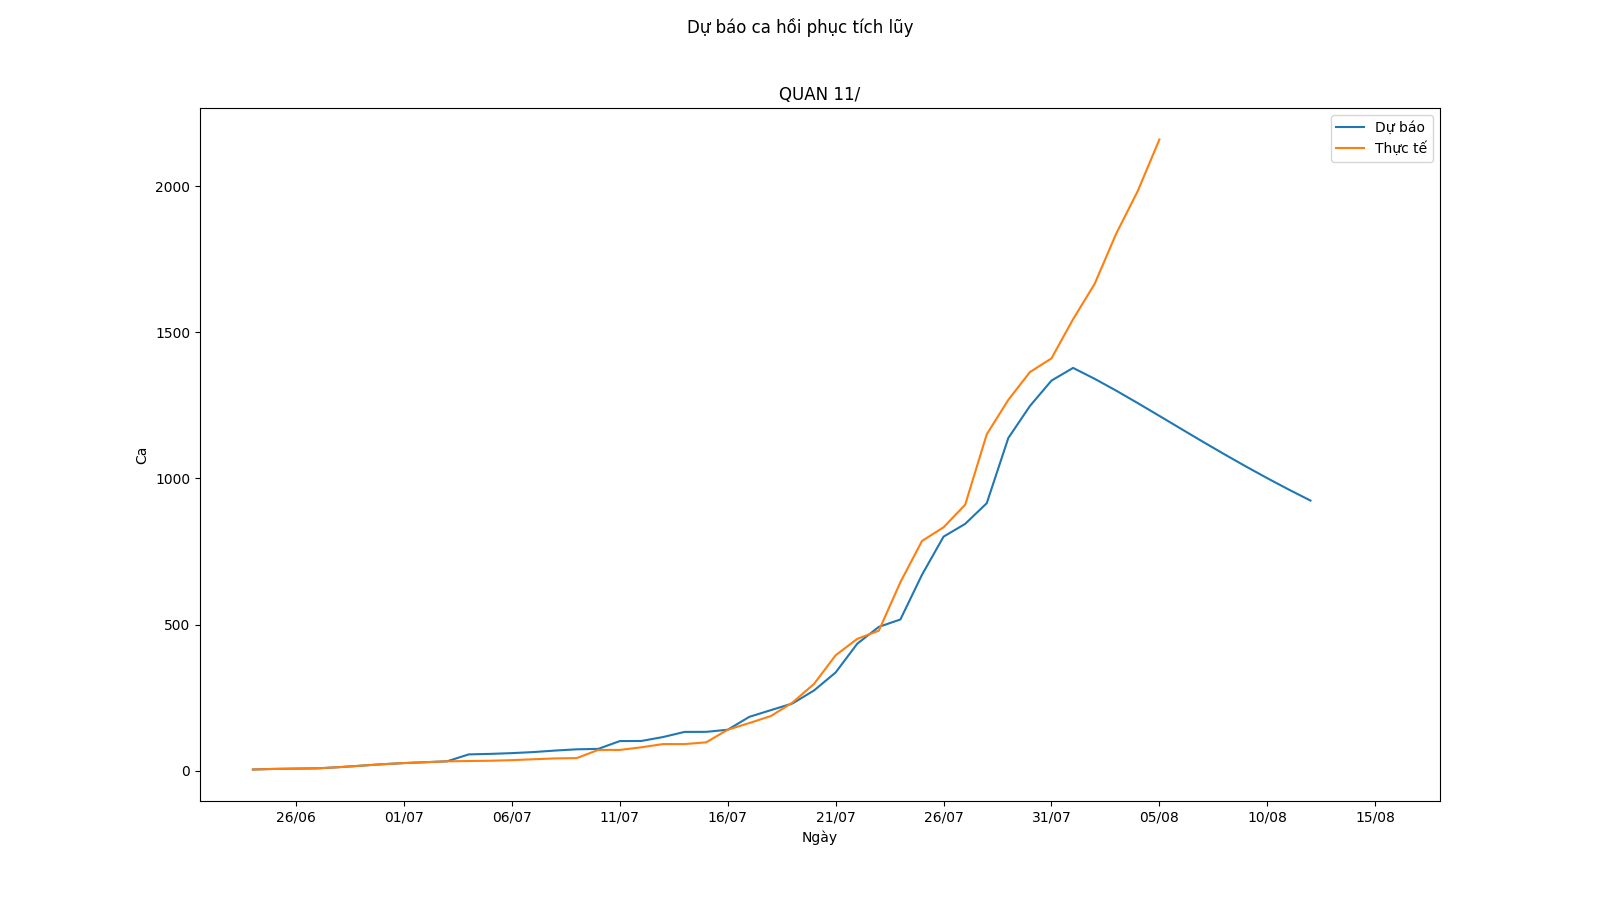 Dự báo ca hồi phục tích lũy
QUAN 11/
Dự báo
Thực tế
2000
1500
1000
500
0
Ca
26/06 01/07 06/07 11/07 16/07 21/07 26/07 31/07 05/08 10/08 15/08
Ngày